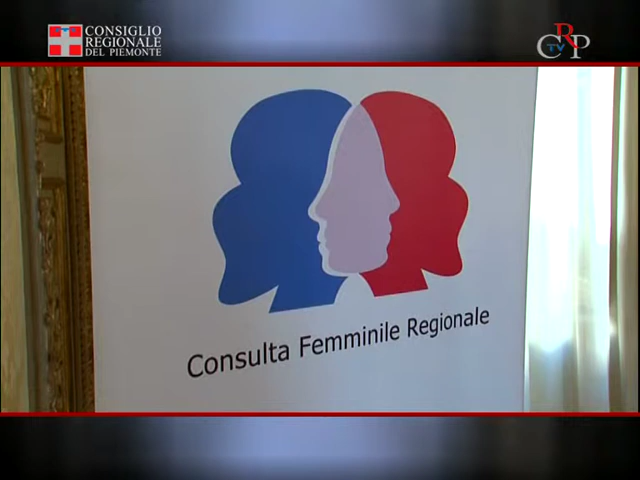 CONSIGLIO
REGIONALE
DEL PIEMONTE
CRP
TV
Consulta Femminile Regionale